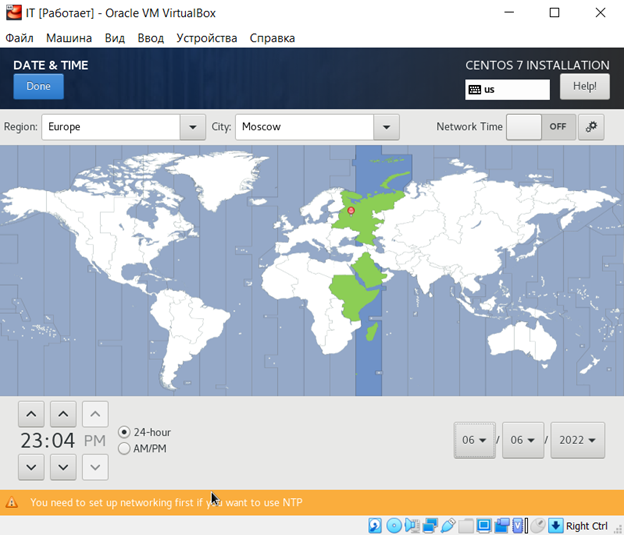 IT [Работает] - Oracle VM VirtualBox
Файл Машина Вид Ввод Устройства Справка
DATE & TIME
CENTOS 7 INSTALLATION
Done
us
Help!
Region: Europe
City: Moscow
Network Time OFF
23:04 PM
24-hour
AM/PM
06 / 06 / 2022
You need to set up networking first if you want to use NTP
Right Ctrl